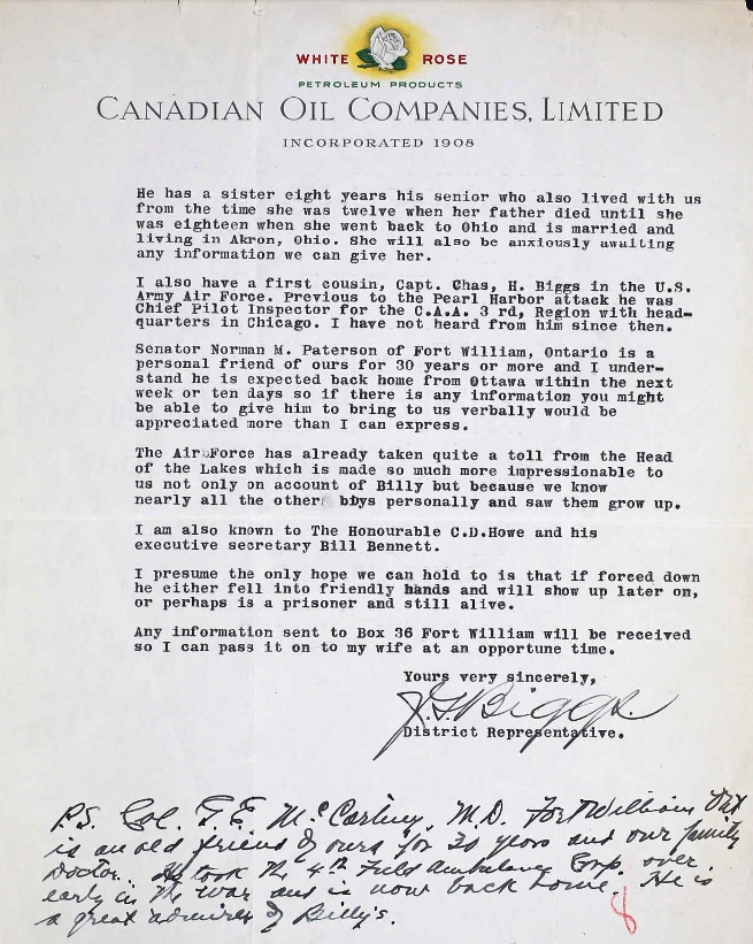 WHITE ROSE
PETROLEUM PRODUCTS
CANADIAN OIL COMPANIES, LIMITED
INCORPORATED 1908
He has a sister eight years his senior who also lived with us
from the time she was twelve when her father died until she
was eighteen when she went back to Ohio and is married and
living in Akron, Ohio. She will also be anxiously awaiting
any information we can give her.
I also have a first cousin, Capt. Chas, H. Biggs in the U.S.
Army Air Force. Previous to the Pearl Harbor attack he was
Chief Pilot Inspector for the C.A.A. 3 rd, Region with head-
quarters in Chicago. I have not heard from him since then.
Senator Norman M. Paterson of Fort William, Ontario is a
personal friend of ours for 30 years or more and I under-
stand he is expected back home from Ottawa within the next
week or ten days so if there is any information you might
be able to give him to bring to us verbally would be
appreciated more than I can express.
The Air Force has already taken quite a toll from the Head
of the Lakes which is made so much more impressionable to
us not only on account of Billy but because we know
nearly all the other boys personally and saw them grow up.
I am also known to The Honourable C.D.Howe and his
executive secretary Bill Bennett.
I presume the only hope we can hold to is that if forced down
he either fell into friendly hands and will show up later on,
or perhaps is a prisoner and still alive.
Any information sent to Box 36 Fort William will be received
so I can pass it on to my wife at an opportune time.
Yours very sincerely,
Biggs.
District Representative.
P.S. Col. McCartney, M.D. Fort William Ont
is an old friend of ours for 30 years and our family
Doctor. He took the 4th Field Ambulance Corp. over
early in the war and is now back home. He is
a great admirer of Billy's.
8